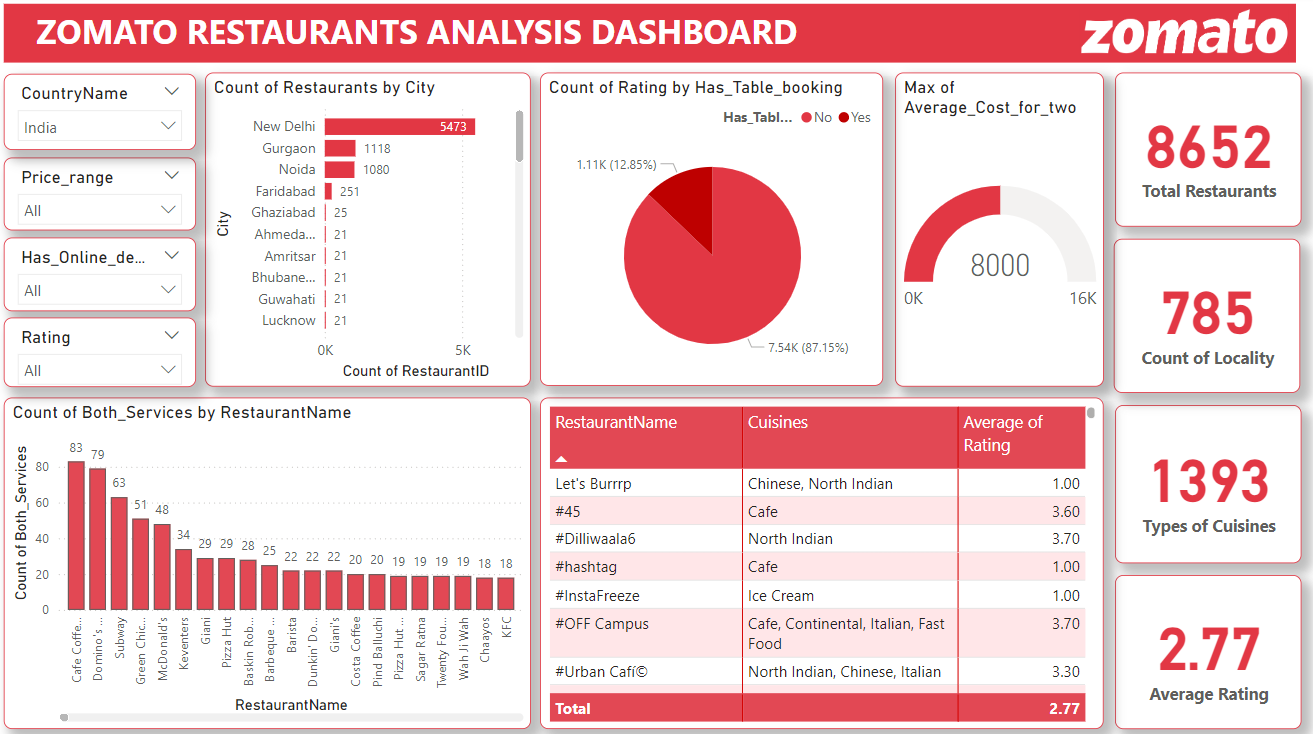 ZOMATO RESTAURANTS ANALYSIS DASHBOARD
zomato
CountryName
India
Price_range
All
Has_Online_de...
All
Rating
All
Count of Restaurants by City
City
New Delhi 5473
Gurgaon 1118
Noida 1080
Faridabad 251
Ghaziabad 25
Ahmeda... 21
Amritsar 21
Bhubane... 21
Guwahati 21
Lucknow 21
0K 5K
Count of RestaurantID
Count of Rating by Has_Table_booking
Has_Tabl... No Yes
1.11K (12.85%)
7.54K (87.15%)
Max of
Average_Cost_for_two
8000
0K 16K
8652
Total Restaurants
785
Count of Locality
1393
Types of Cuisines
2.77
Average Rating
Count of Both_Services by RestaurantName
Count of Both_Services
80
60
40
20
0
83 79 63 51 48 34 29 29 28 25 22 22 22 20 20 19 19 19 19 18 18
Cafe Coffe...
Domino's ...
Subway
Green Chic...
McDonald's
Keventers
Giani
Pizza Hut
Baskin Rob...
Barbeque ...
Barista
Dunkin' Do...
Giani's
Costa Coffee
Pind Balluchi
Pizza Hut ...
Sagar Ratna
Twenty Fou...
Wah Ji Wah
Chaayos
KFC
RestaurantName
RestaurantName Cuisines Average of
Rating
Let's Burrrp Chinese, North Indian 1.00
#45 Cafe 3.60
#Dilliwaala6 North Indian 3.70
#hashtag Cafe 1.00
#InstaFreeze Ice Cream 1.00
#OFF Campus Cafe, Continental, Italian, Fast 3.70
Food
#Urban Cafí© North Indian, Chinese, Italian 3.30
Total 2.77